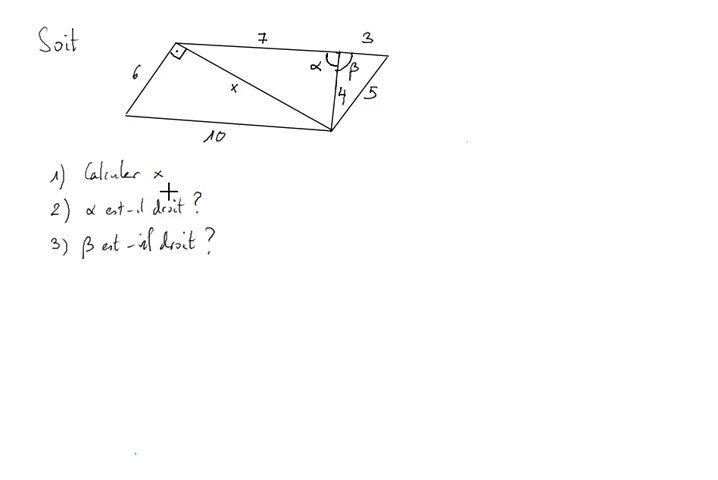 Soit
7
3
6
x
α
β
4
5
10
1) Calculer x
2) α est-il droit ?
3) β est-il droit ?